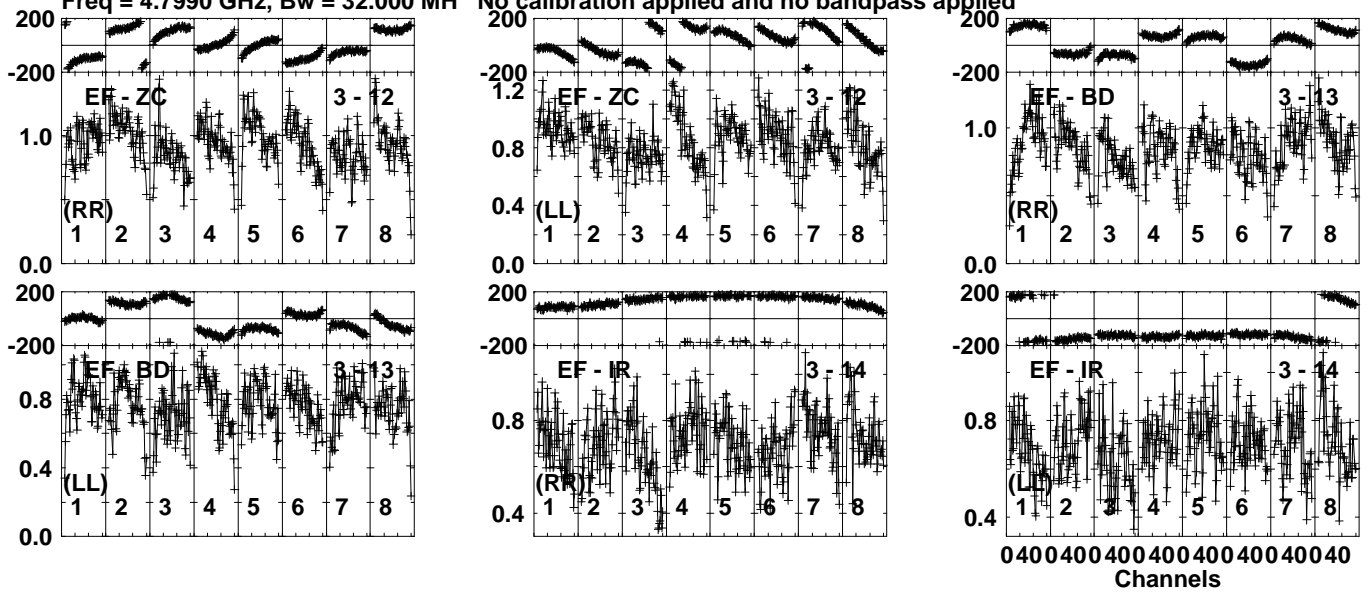 Freq = 4.7990 GHz, Bw = 32.000 MH No calibration applied and no bandpass applied
200
-200
EF - ZC 3 - 12
1.0
(RR)
1 2 3 4 5 6 7 8
0.0
200
-200
1.2
EF - ZC 3 - 12
0.8
0.4
(LL)
1 2 3 4 5 6 7 8
0.0
200
-200
EF - BD 3 - 13
1.0
(RR)
1 2 3 4 5 6 7 8
0.0
200
-200
EF - BD 3 - 13
0.8
0.4
(LL)
1 2 3 4 5 6 7 8
0.0
200
-200
EF - IR 3 - 14
0.8
(RR)
1 2 3 4 5 6 7 8
0.4
200
-200
EF - IR 3 - 14
0.8
(LL)
1 2 3 4 5 6 7 8
0.4
0 40 0 40 0 40 0 40 0 40 0 40 0 40 0 40
Channels